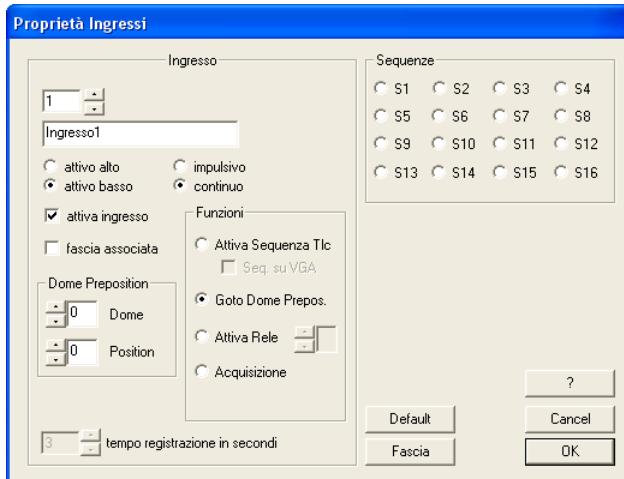 Proprietà Ingressi
Ingresso
1
Ingresso1
attivo alto
impulsivo
attivo basso
continuo
attiva ingresso
fascia associata
Dome Preposition
0 Dome
0 Position
Funzioni
Attiva Sequenza Tlc
Seq. su VGA
Goto Dome Prepos.
Attiva Rele
Acquisizione
3 tempo registrazione in secondi
Sequenze
S1 S2 S3 S4
S5 S6 S7 S8
S9 S10 S11 S12
S13 S14 S15 S16
?
Default
Cancel
Fascia
OK